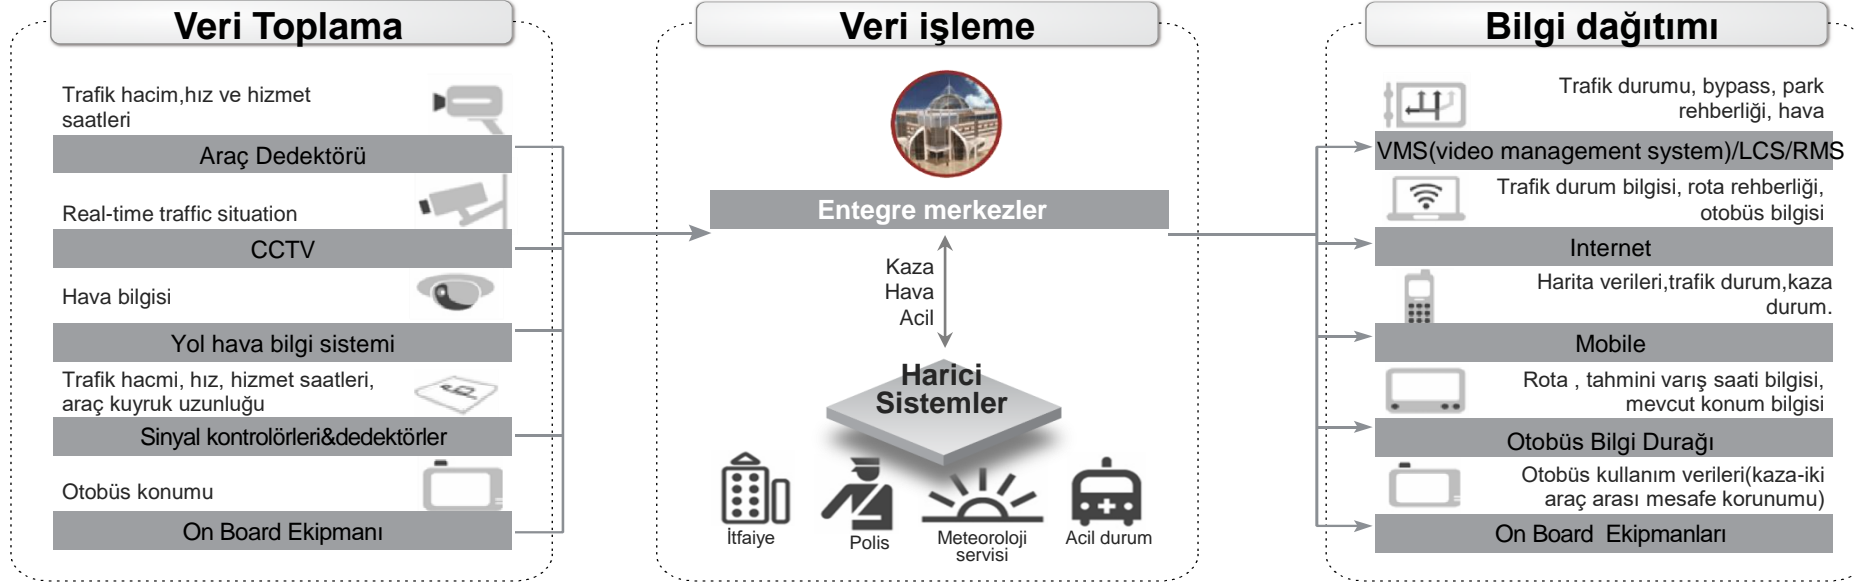 Veri Toplama
Trafik hacim,hız ve hizmet
saatleri
Araç Dedektörü
Real-time traffic situation
CCTV
Hava bilgisi
Yol hava bilgi sistemi
Trafik hacmi, hız, hizmet saatleri,
araç kuyruk uzunluğu
Sinyal kontrolörleri&dedektörler
Otobüs konumu
On Board Ekipmanı
Veri işleme
Entegre merkezler
Kaza
Hava
Acil
Harici
Sistemler
İtfaiye
Polis
Meteoroloji
servisi
Acil durum
Bilgi dağıtımı
Trafik durumu, bypass, park
rehberliği, hava
VMS(video management system)/LCS/RMS
Trafik durum bilgisi, rota rehberliği,
otobüs bilgisi
Internet
Harita verileri,trafik durum,kaza
durum.
Mobile
Rota , tahmini varış saati bilgisi,
mevcut konum bilgisi
Otobüs Bilgi Durağı
Otobüs kullanım verileri(kaza-iki
araç arası mesafe korunumu)
On Board  Ekipmanları